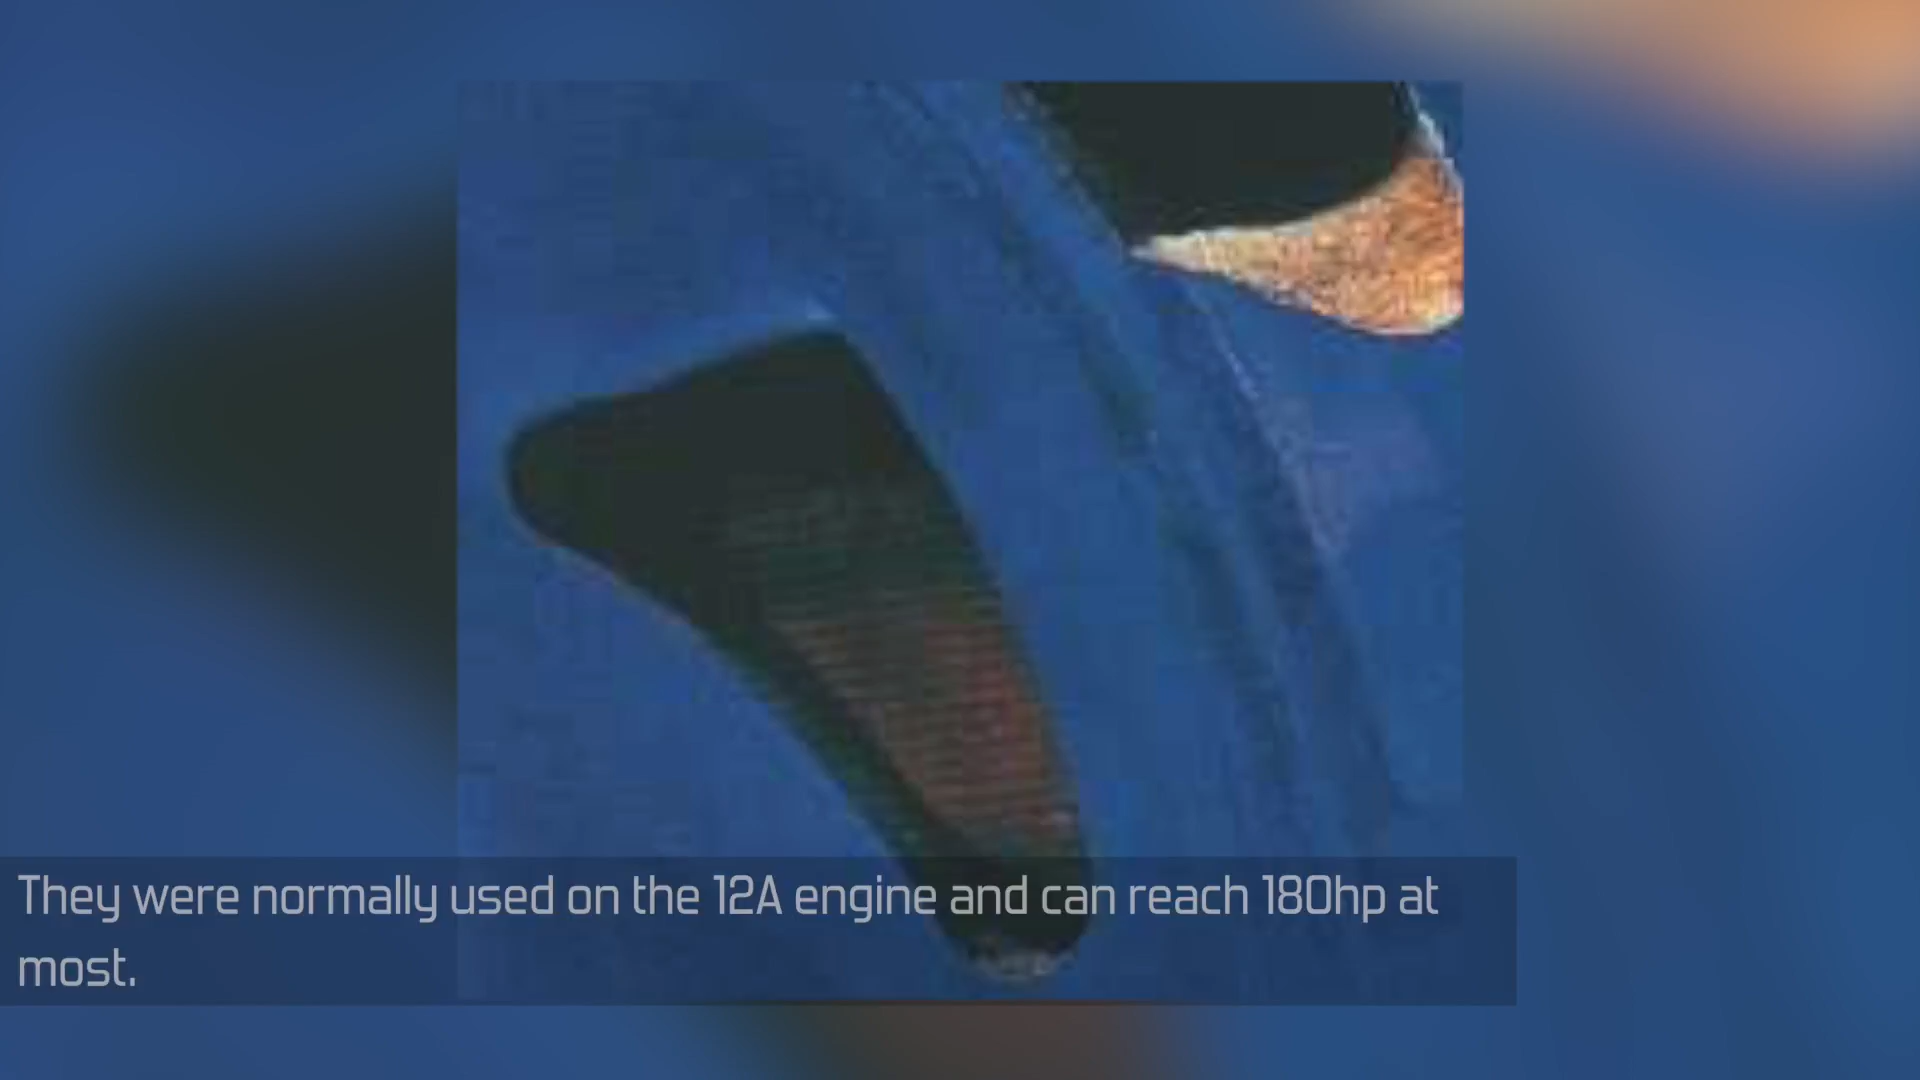 They were normally used on the 12A engine and can reach 180hp at
most.